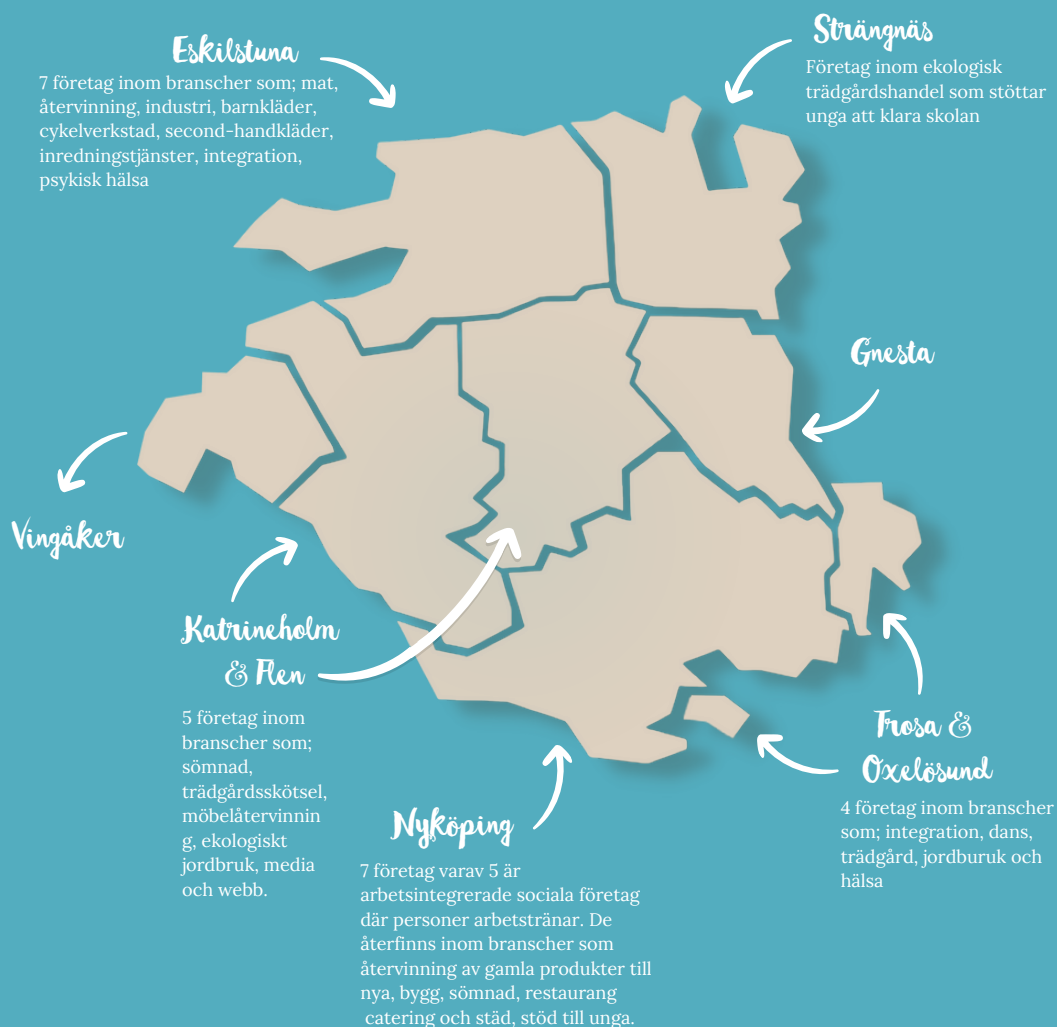 Eskilstuna
7 företag inom branscher som; mat,
återvinning, industri, barnkläder,
cykelverkstad, second-handkläder,
inredningstjänster, integration,
psykisk hälsa
Strängnäs
Företag inom ekologisk
trädgårdshandel som stöttar
unga att klara skolan
Gnesta
Vingåker
Katrineholm
& Flen
5 företag inom
branscher som;
sömnad,
trädgårdsskötsel,
möbelåtervinnin
g, ekologiskt
jordbruk, media
och webb.
Nyköping
7 företag varav 5 är
arbetsintegrerade sociala företag
där personer arbetstränar. De
återfinns inom branscher som
återvinning av gamla produkter till
nya, bygg, sömnad, restaurang
catering och städ, stöd till unga.
Trosa &
Oxelösund
4 företag inom branscher
som; integration, dans,
trädgård, jordburuk och
hälsa